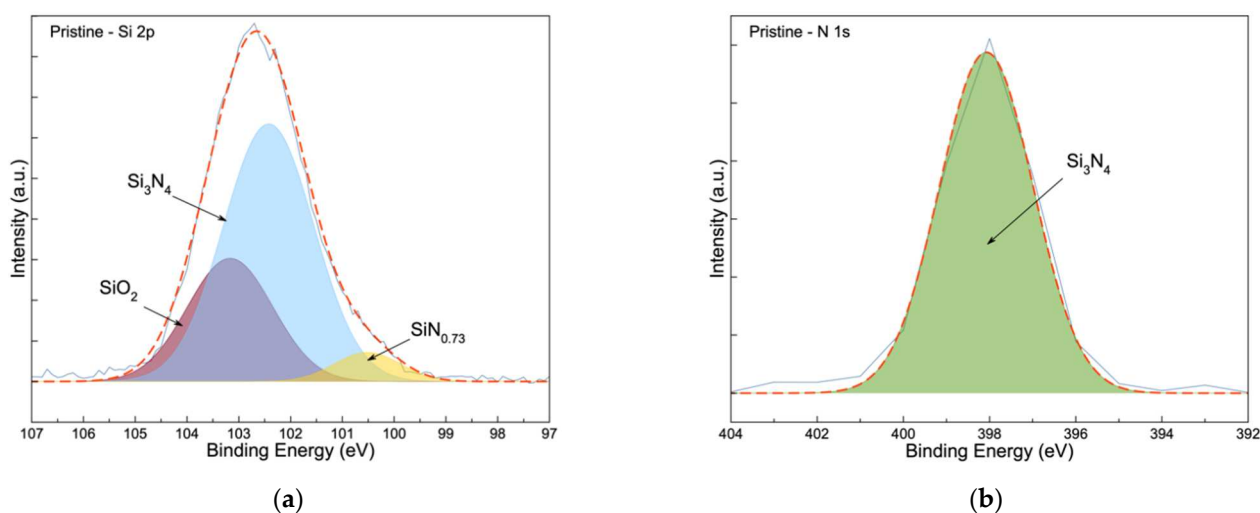 Pristine - Si 2p
Intensity (a.u.)
Si₃N₄
SiO₂
SiN₀.₇₃
107 106 104 103 102 101 100 99 98 97
Binding Energy (eV)
(a)
Pristine - N 1s
Intensity (a.u.)
Si₃N₄
404 402 400 398 396 394 392
Binding Energy (eV)
(b)